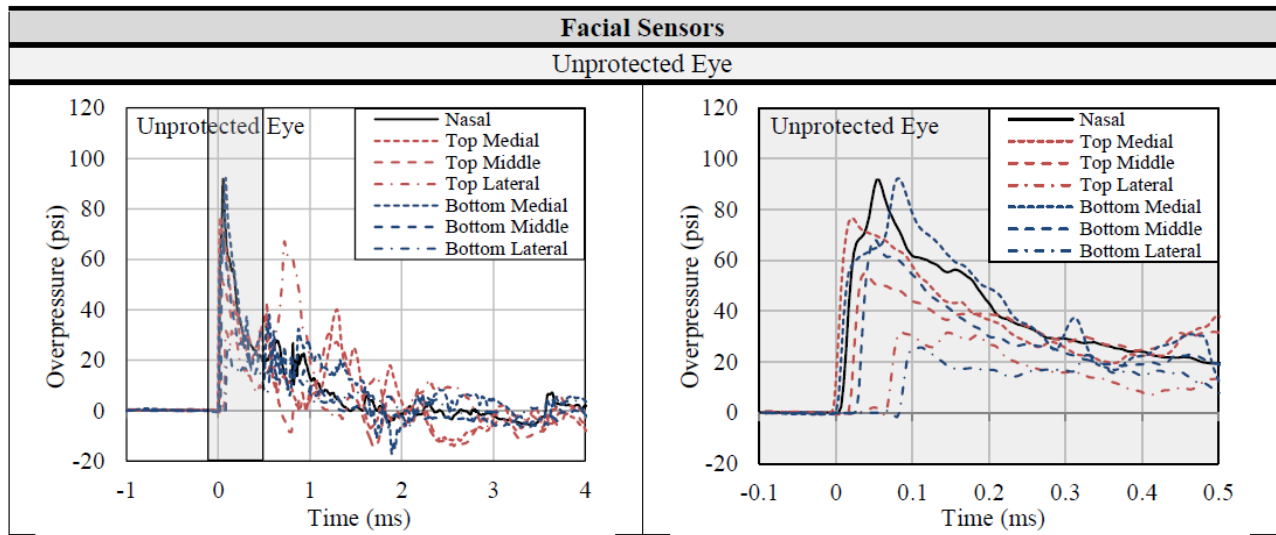 Facial Sensors
Unprotected Eye
120
100
80
60
40
20
0
-20
Overpressure (psi)
Unprotected Eye
Nasal
Top Medial
Top Middle
Top Lateral
Bottom Medial
Bottom Middle
Bottom Lateral
-1
0
1
2
3
4
Time (ms)
120
100
80
60
40
20
0
-20
Overpressure (psi)
Unprotected Eye
Nasal
Top Medial
Top Middle
Top Lateral
Bottom Medial
Bottom Middle
Bottom Lateral
-0.1
0
0.1
0.2
0.3
0.4
0.5
Time (ms)